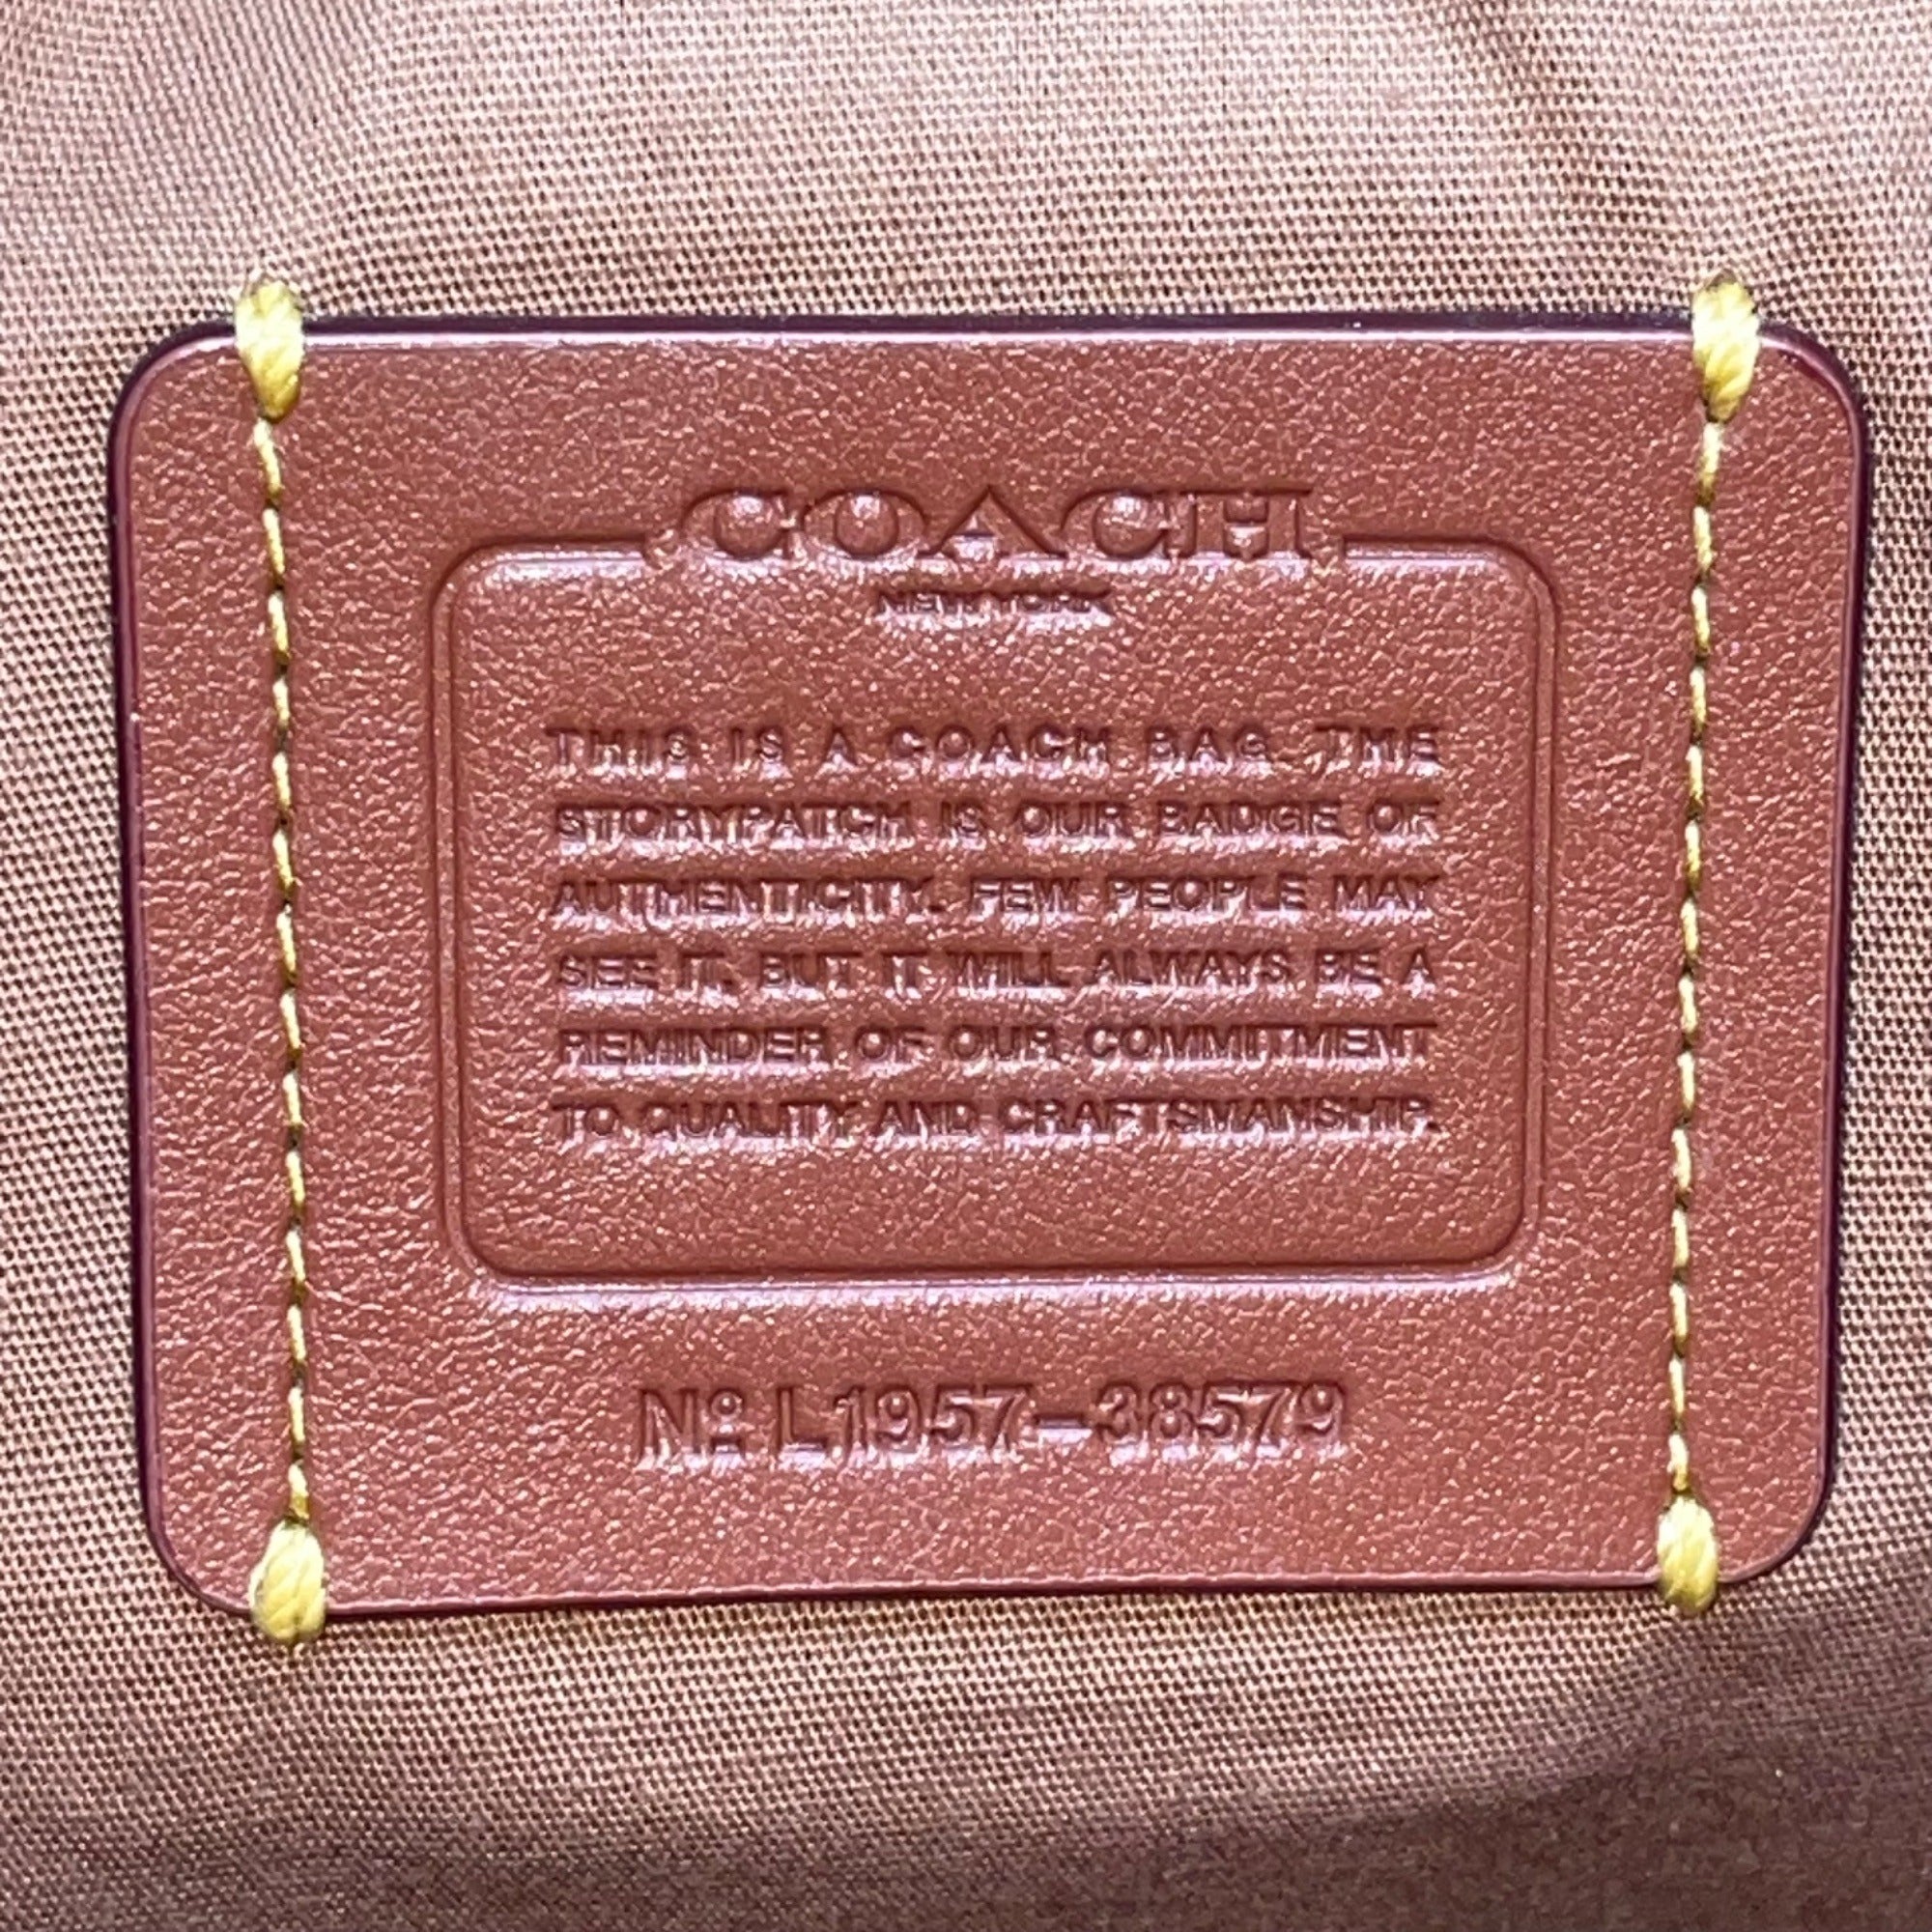 COACH
NEW YORK
THIS IS A COACH BAG. THE
STORYPATCH IS OUR BADGE OF
AUTHENTICITY. FEW PEOPLE MAY
SEE IT, BUT IT WILL ALWAYS BE A
REMINDER OF OUR COMMITMENT
TO QUALITY AND CRAFTSMANSHIP.
Nº L1957-38579